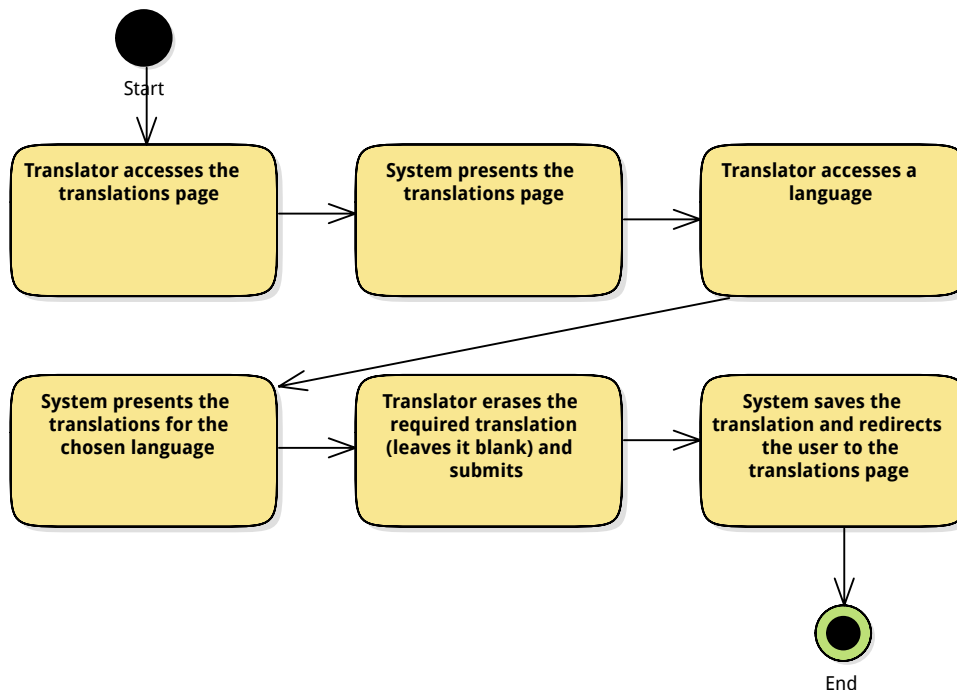 Start
Translator accesses the
translations page
System presents the
translations page
Translator accesses a
language
System presents the
translations for the
chosen language
Translator erases the
required translation
(leaves it blank) and
submits
System saves the
translation and redirects
the user to the
translations page
End